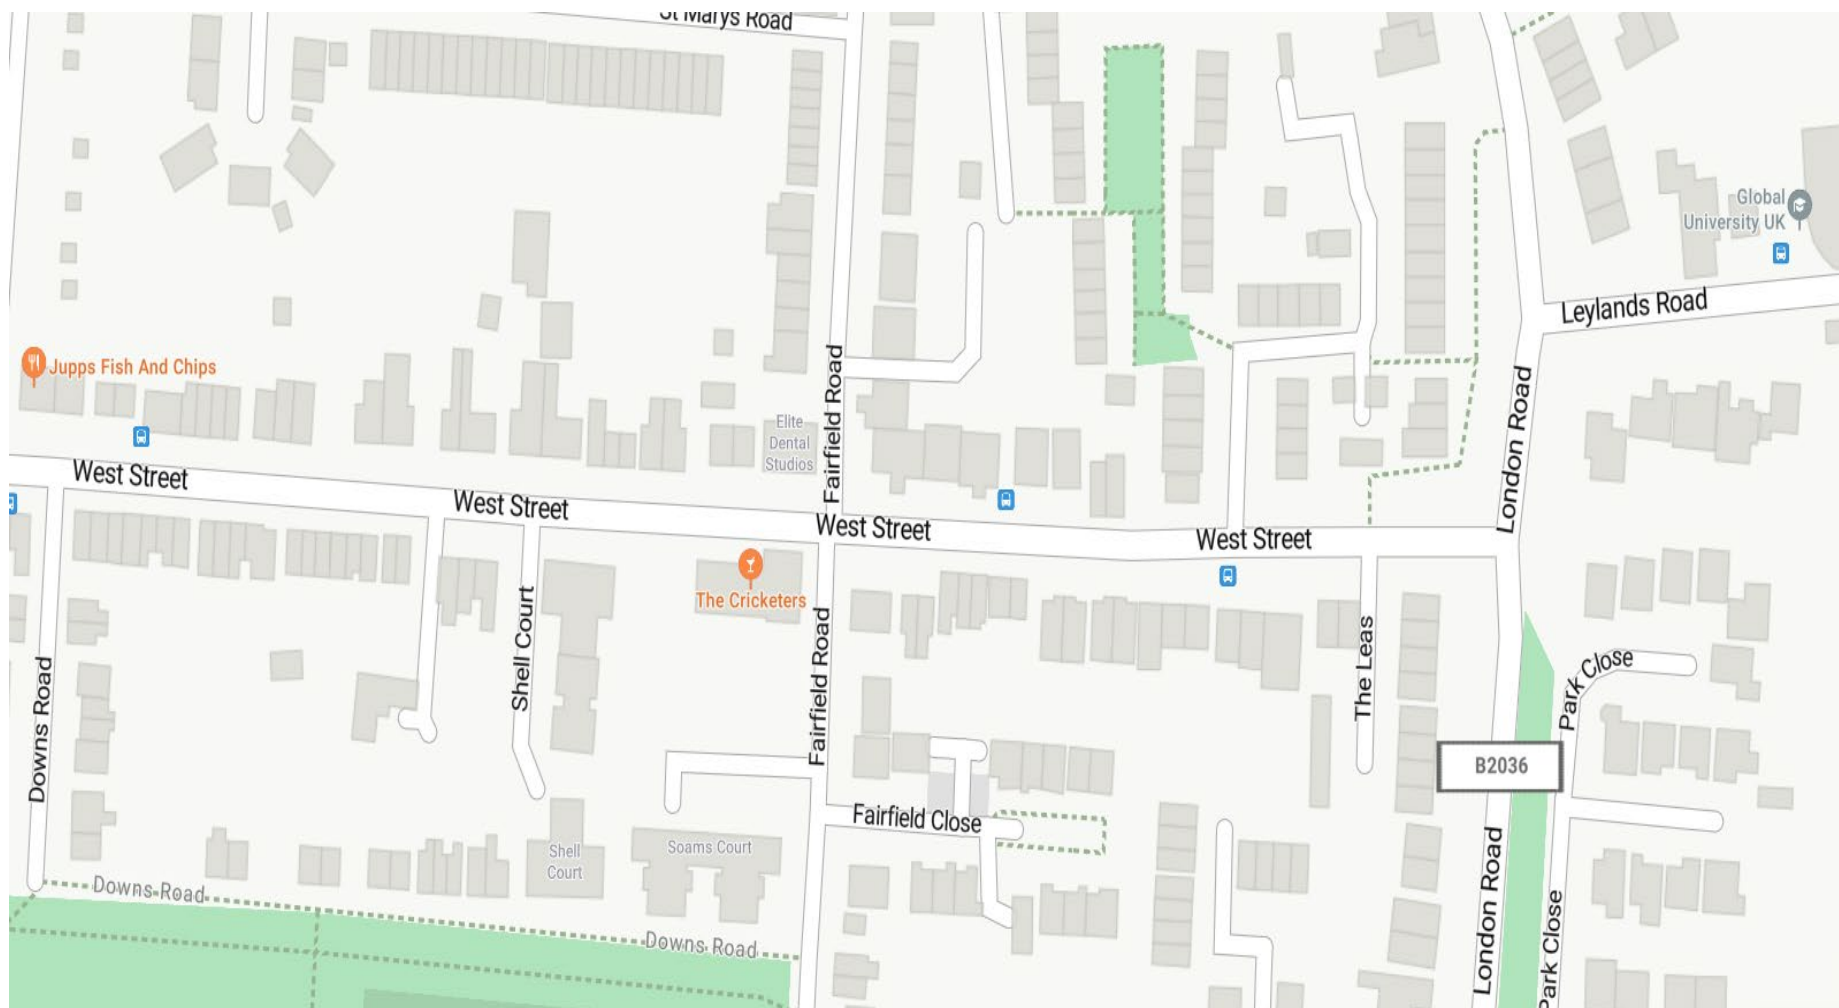 St Marys Road
Global
University UK
Leylands Road
Jupps Fish And Chips
Fairfield Road
London Road
Elite
Dental
Studios
West Street
West Street
West Street
West Street
The Cricketers
Shell Court
Fairfield Road
The Leas
Downs Road
Park Close
B2036
Fairfield Close
Soams Court
Shell
Court
London Road
Downs Road
Park Close
Downs Road